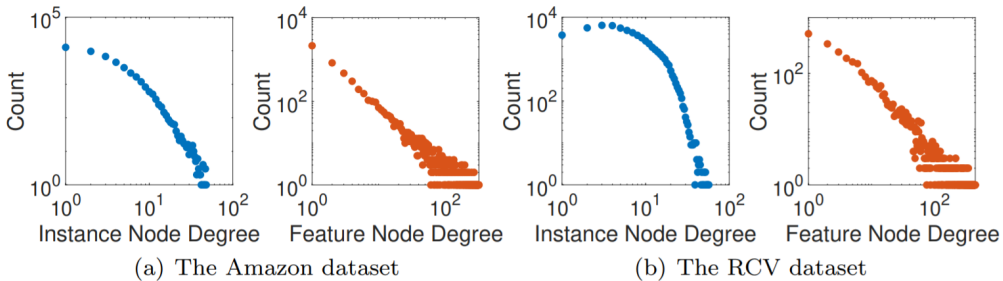 10^5
Count
10^0
10^0 10^1 10^2
Instance Node Degree
10^4
Count
10^2
10^0
10^0 10^2
Feature Node Degree
(a) The Amazon dataset
10^4
Count
10^2
10^0
10^0 10^1 10^2
Instance Node Degree
Count
10^2
10^0
10^0 10^2
Feature Node Degree
(b) The RCV dataset